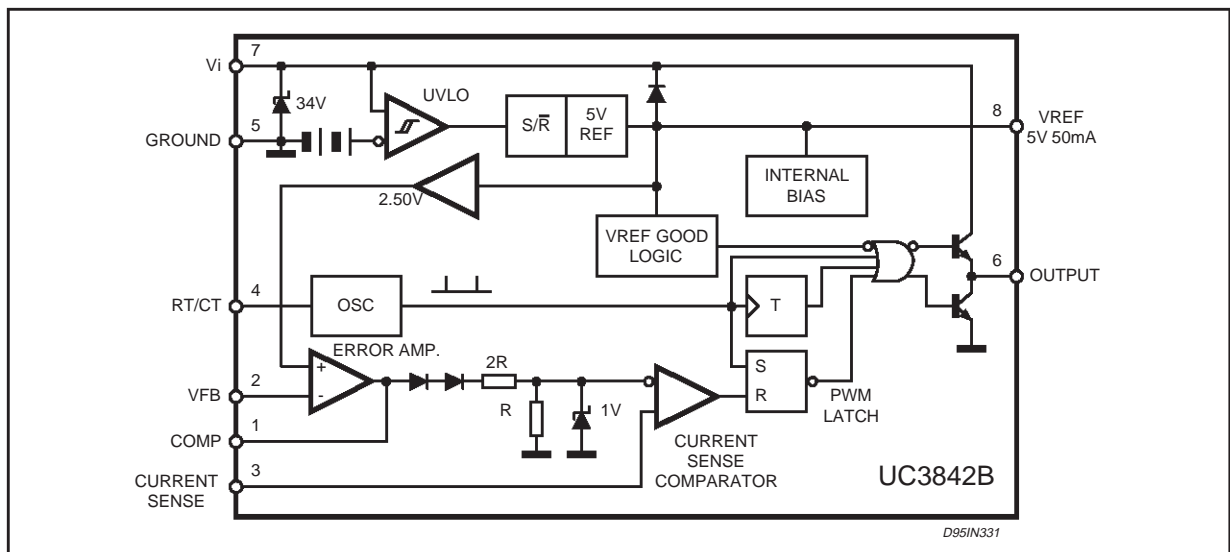 7
Vi
34V
UVLO
5
GROUND
S/R̅
5V
REF
8
VREF
5V 50mA
INTERNAL
BIAS
2.50V
VREF GOOD
LOGIC
6
OUTPUT
4
RT/CT
OSC
T
ERROR AMP.
2R
+
-
2
VFB
S
R
R
1V
PWM
LATCH
1
COMP
CURRENT
SENSE
COMPARATOR
3
CURRENT
SENSE
UC3842B
D95IN331